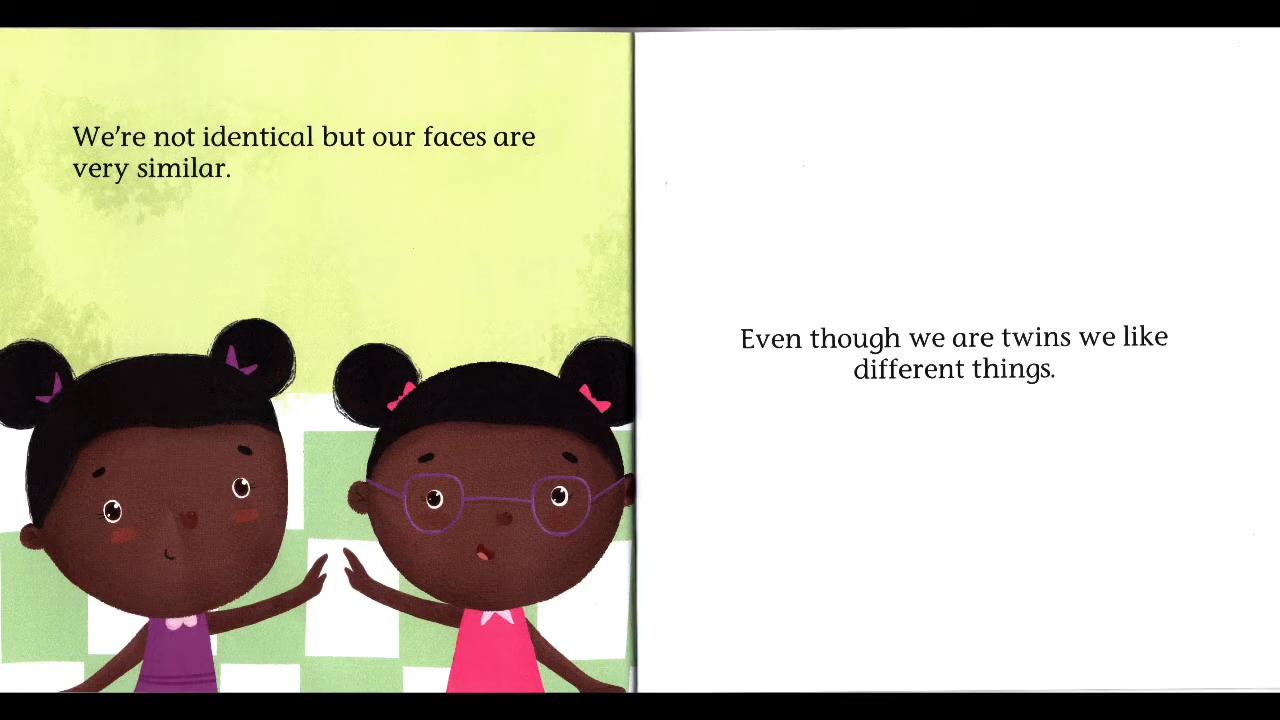 We're not identical but our faces are
very similar.
Even though we are twins we like
different things.